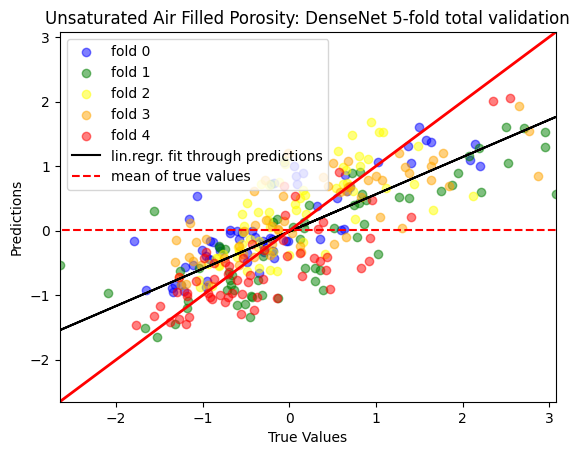 Unsaturated Air Filled Porosity: DenseNet 5-fold total validation
fold 0
fold 1
fold 2
fold 3
fold 4
lin.regr. fit through predictions
mean of true values
Predictions
3
2
1
0
−1
−2
−2 −1 0 1 2 3
True Values